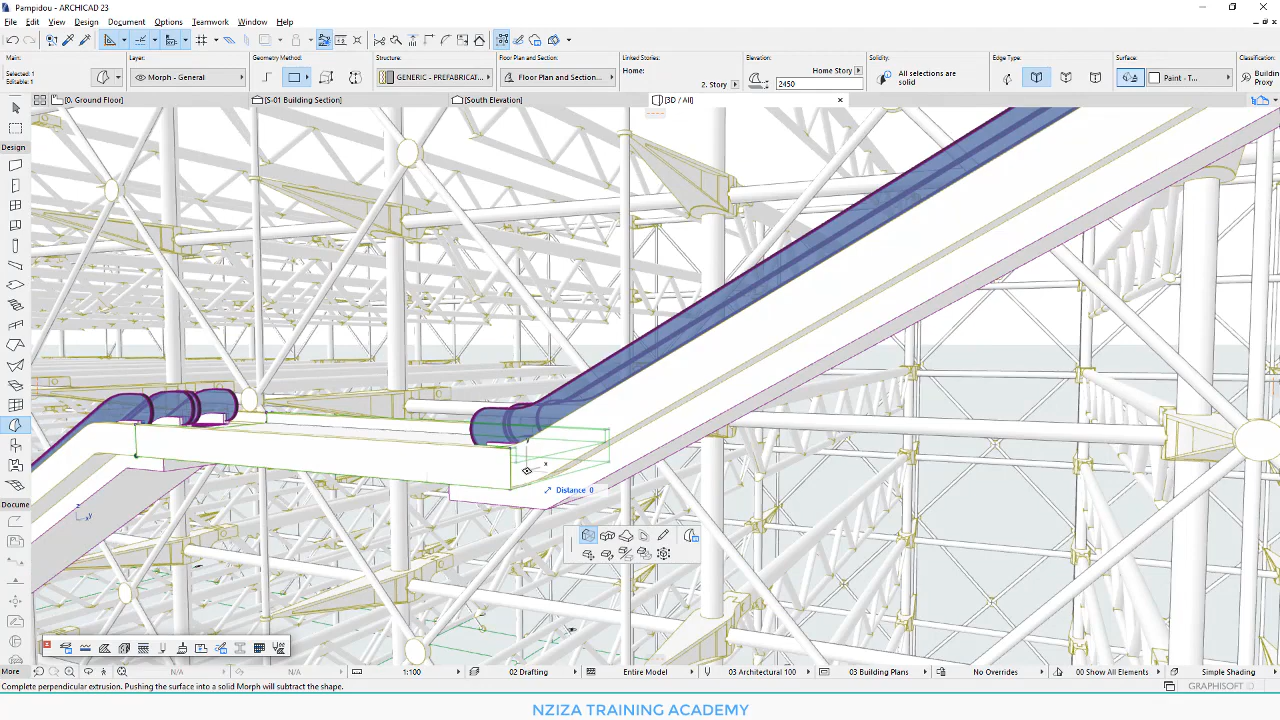 Pampidou - ARCHICAD 23
File Edit View Design Document Options Teamwork Window Help
Main:
Selected: 1
Editable: 1
Layer:
Morph - General
Geometry Method:
Structure:
GENERIC - PREFABRICAT...
Floor Plan and Section:
Floor Plan and Section...
Linked Stories:
Home:
2. Story
Elevation:
Home Story
2450
Solidity:
All selections are
solid
Edge Type:
Surface:
Paint - T...
Classification
Building
Proxy
[0. Ground Floor]
[S-01 Building Section]
[South Elevation]
[3D / All]
Design
x
y
Distance 0
z
y
Docume
More
N/A
N/A
1:100
02 Drafting
Entire Model
03 Architectural 100
03 Building Plans
No Overrides
00 Show All Elements
Simple Shading
Complete perpendicular extrusion. Pushing the surface into a solid Morph will subtract the shape.
GRAPHISOFT
NZIZA TRAINING ACADEMY